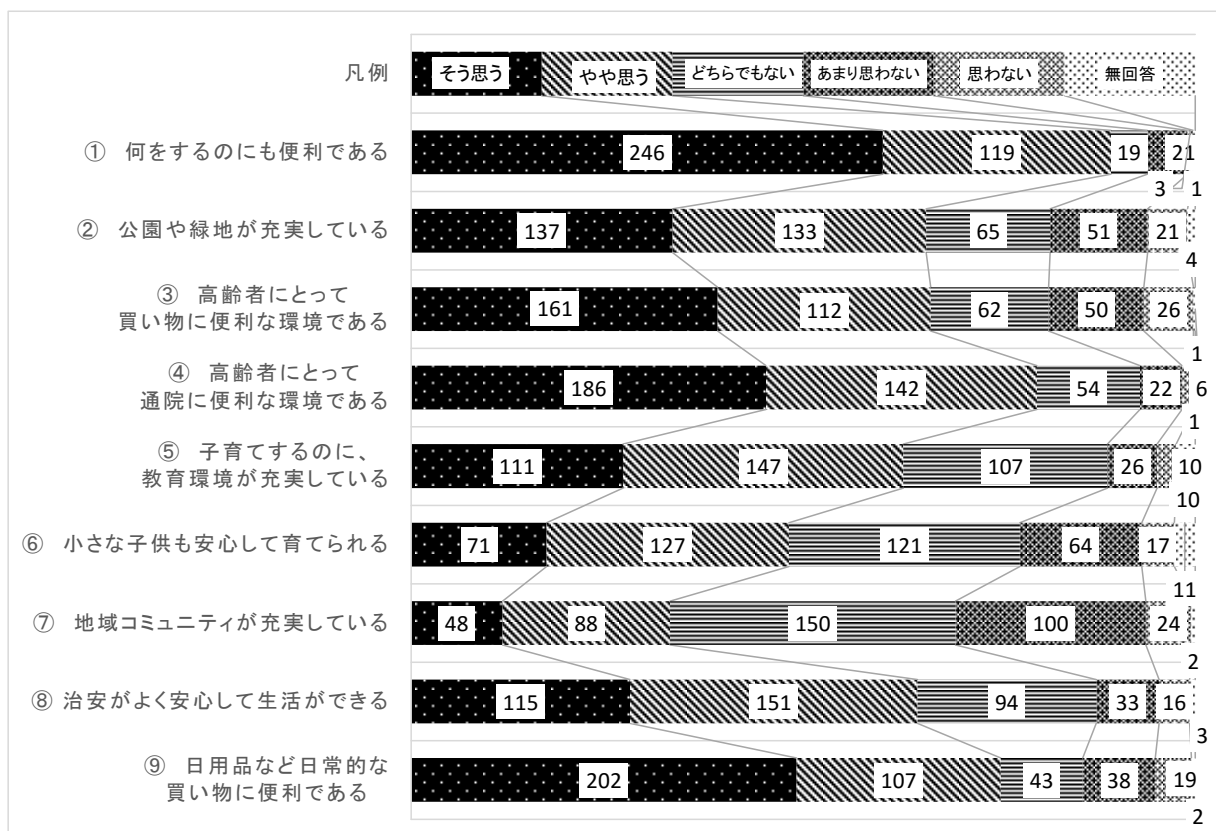 凡例 そう思う やや思う どちらでもない あまり思わない 思わない 無回答
① 何をするのにも便利である 246 119 19 21
3 1
② 公園や緑地が充実している 137 133 65 51 21
4
③ 高齢者にとって
買い物に便利な環境である 161 112 62 50 26
1
④ 高齢者にとって
通院に便利な環境である 186 142 54 22 6
1
⑤ 子育てするのに、
教育環境が充実している 111 147 107 26 10
10
⑥ 小さな子供も安心して育てられる 71 127 121 64 17
11
⑦ 地域コミュニティが充実している 48 88 150 100 24
2
⑧ 治安がよく安心して生活ができる 115 151 94 33 16
3
⑨ 日用品など日常的な
買い物に便利である 202 107 43 38 19
2